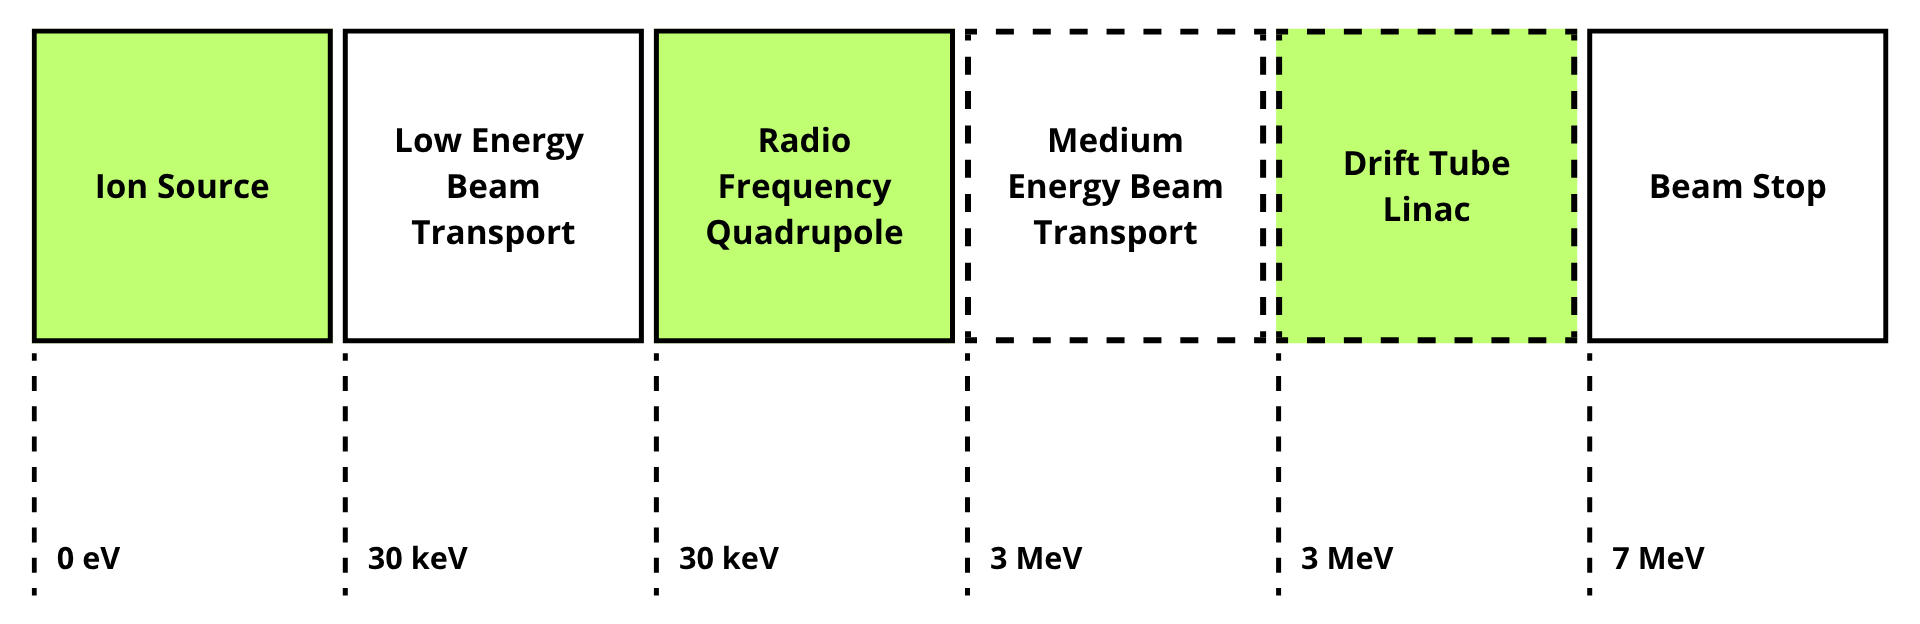 Ion Source
Low Energy
Beam
Transport
Radio
Frequency
Quadrupole
Medium
Energy Beam
Transport
Drift Tube
Linac
Beam Stop
0 eV
30 keV
30 keV
3 MeV
3 MeV
7 MeV